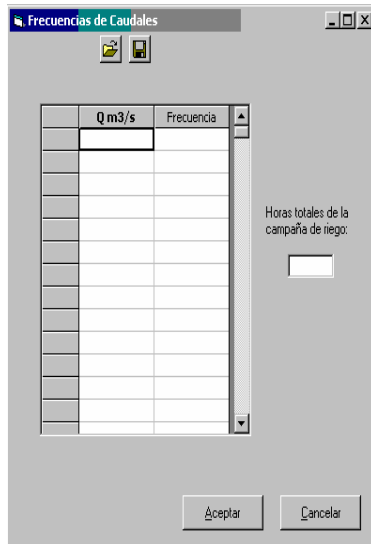 Frecuencias de Caudales
Q m3/s Frecuencia
Horas totales de la
campaña de riego:
Aceptar Cancelar